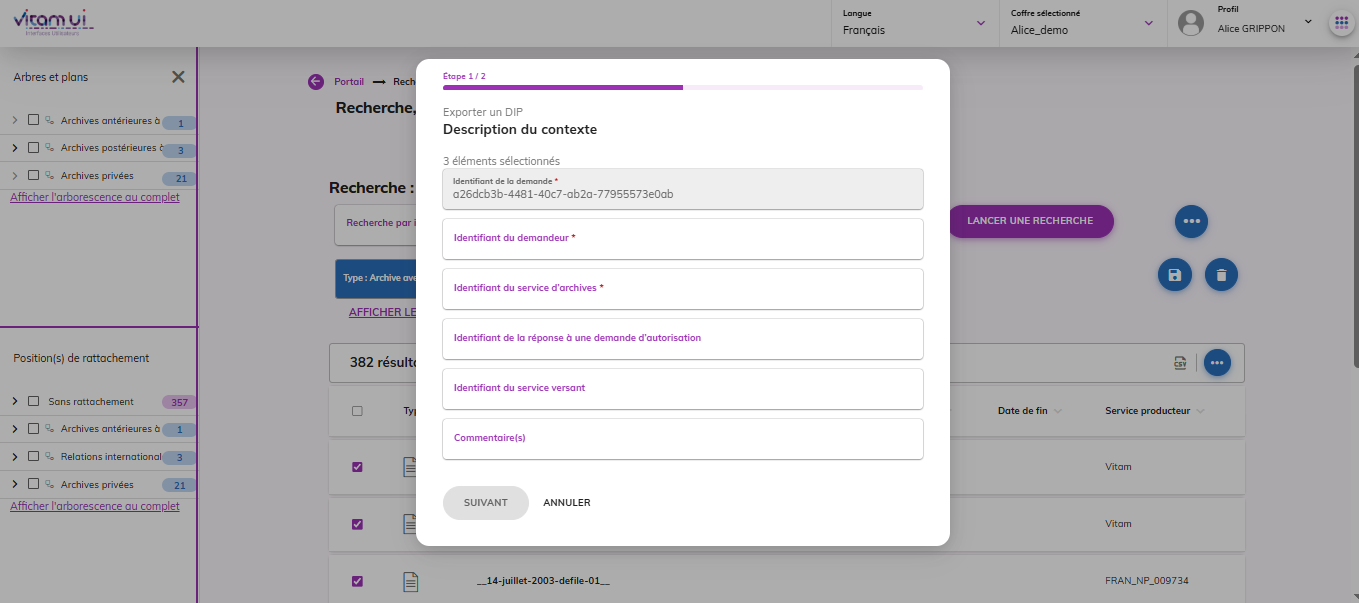 vitam ui
Interfaces Utilisateurs
Langue
Français
Coffre sélectionné
Alice_demo
Profil
Alice GRIPPON
Arbres et plans
Archives antérieures à
1
Archives postérieures à
3
Archives privées
21
Afficher l'arborescence au complet
Position(s) de rattachement
Sans rattachement
357
Archives antérieures à
1
Relations international
3
Archives privées
21
Afficher l'arborescence au complet
Portail
Rech
Recherche,
Recherche :
Recherche par i
LANCER UNE RECHERCHE
Type : Archive ave
AFFICHER LE
382 résulta
CSV
Typ
Date de fin
Service producteur
Vitam
Vitam
__14-juillet-2003-defile-01__
FRAN_NP_009734
Étape 1 / 2
Exporter un DIP
Description du contexte
3 éléments sélectionnés
Identifiant de la demande *
a26dcb3b-4481-40c7-ab2a-77955573e0ab
Identifiant du demandeur *
Identifiant du service d'archives *
Identifiant de la réponse à une demande d'autorisation
Identifiant du service versant
Commentaire(s)
SUIVANT
ANNULER